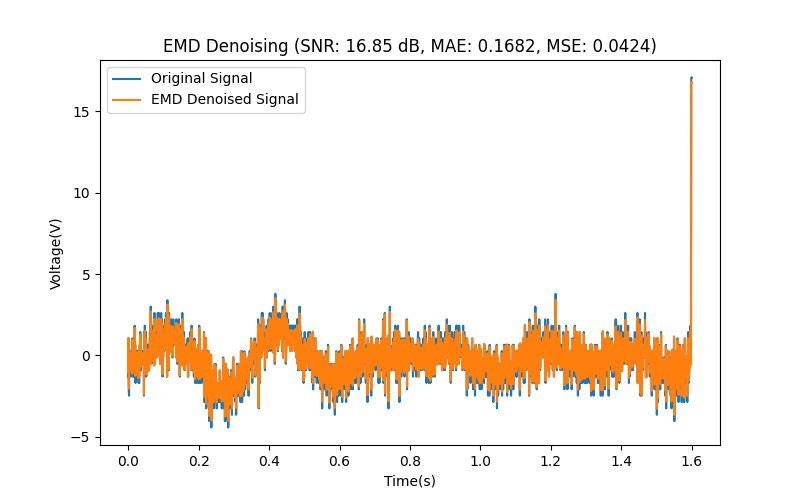 EMD Denoising (SNR: 16.85 dB, MAE: 0.1682, MSE: 0.0424)
Original Signal
EMD Denoised Signal
15
10
5
0
−5
Voltage(V)
0.0 0.2 0.4 0.6 0.8 1.0 1.2 1.4 1.6
Time(s)